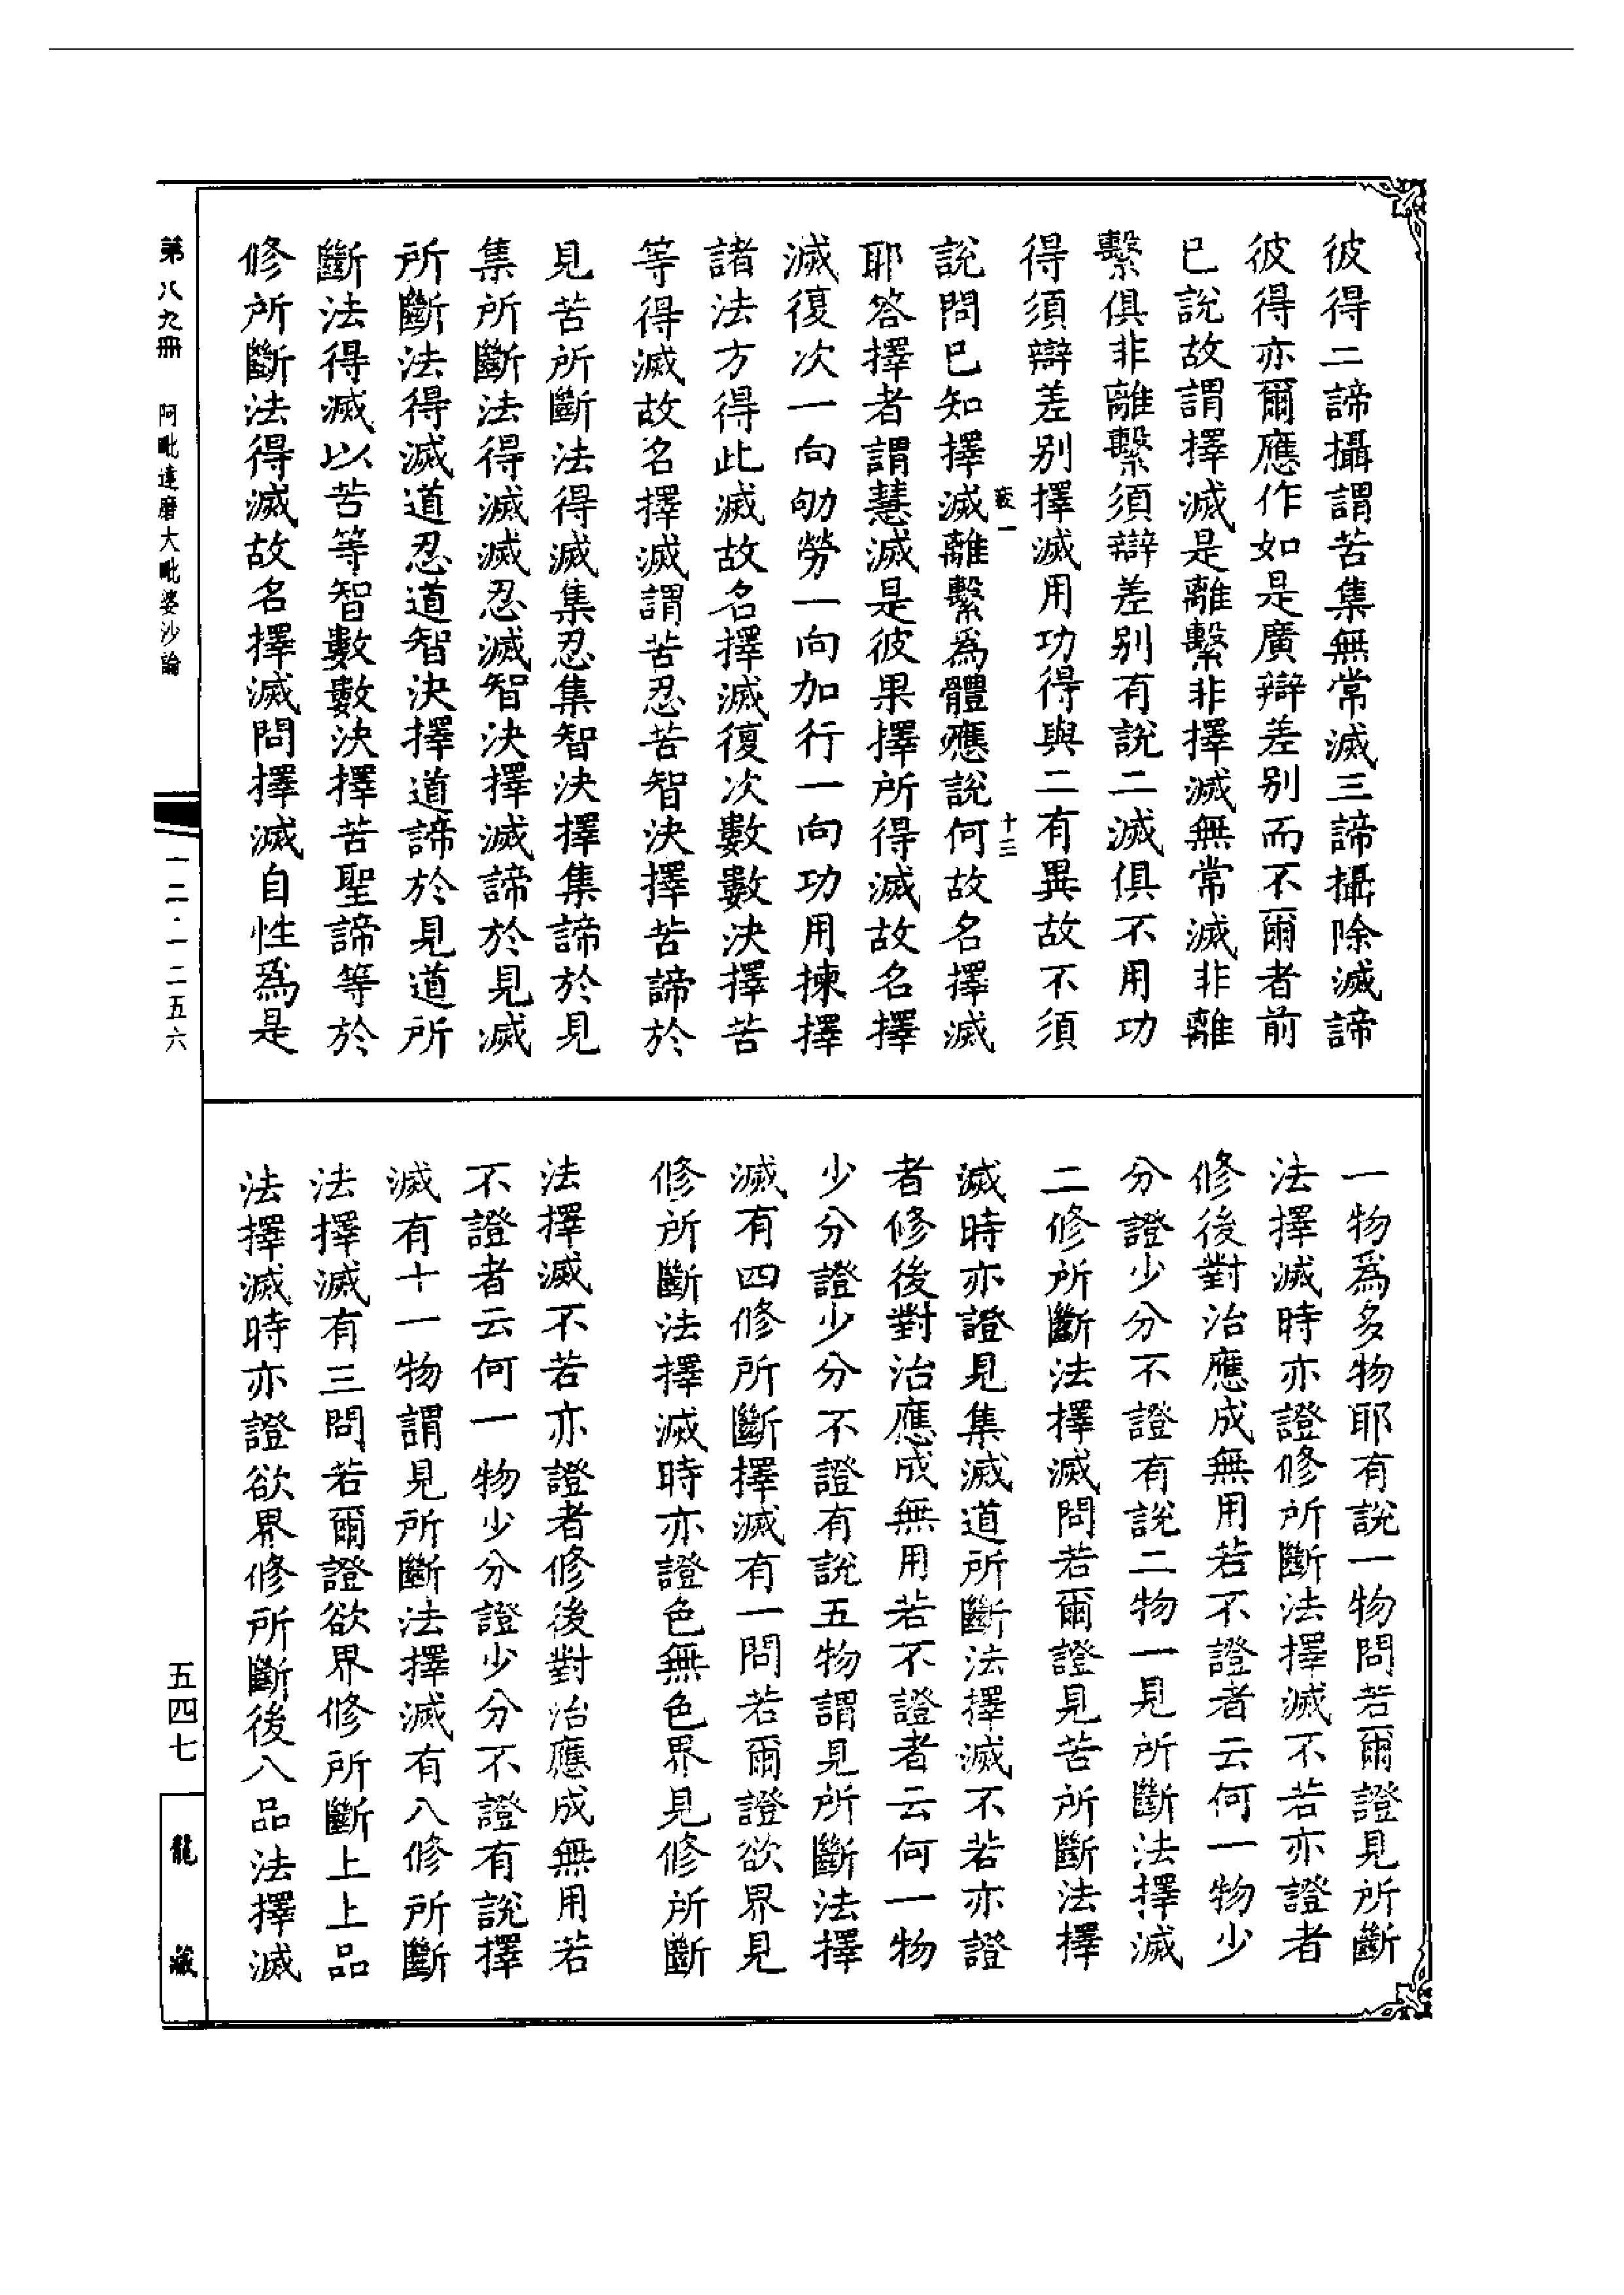 彼得二諦攝謂苦集無常滅三諦攝除滅諦
彼得亦爾應作如是廣辯差別而不爾者前
已說故謂擇滅是離繫非擇滅無常滅非離
繫俱非離繫須辯差別有說二滅俱不用功
得須辯差別擇滅用功得與二有異故不須
薮一 十三
說問已知擇滅離繫為體應說何故名擇滅
耶答擇者謂慧滅是彼果擇所得滅故名擇
滅復次一向劬勞一向加行一向功用揀擇
諸法方得此滅故名擇滅復次數數決擇苦
等得滅故名擇滅謂苦忍苦智決擇苦諦於
見苦所斷法得滅集忍集智決擇集諦於見
集所斷法得滅滅忍滅智決擇滅諦於見滅
所斷法得滅道忍道智決擇道諦於見道所
斷法得滅以苦等智數數決擇苦聖諦等於
修所斷法得滅故名擇滅問擇滅自性為是
一物為多物耶有說一物問若爾證見所斷
法擇滅時亦證修所斷法擇滅不若亦證者
修後對治應成無用若不證者云何一物少
分證少分不證有說二物一見所斷法擇滅
二修所斷法擇滅問若爾證見苦所斷法擇
滅時亦證見集滅道所斷法擇滅不若亦證
者修後對治應成無用若不證者云何一物
少分證少分不證有說五物謂見所斷法擇
滅有四修所斷擇滅有一問若爾證欲界見
修所斷法擇滅時亦證色無色界見修所斷
法擇滅不若亦證者修後對治應成無用若
不證者云何一物少分證少分不證有說擇
滅有十一物謂見所斷法擇滅有八修所斷
法擇滅有三問若爾證欲界修所斷上上品
法擇滅時亦證欲界修所斷後八品法擇滅
第八九冊 阿毗達磨大毗婆沙論 一二·一二五六 五四七 龍藏